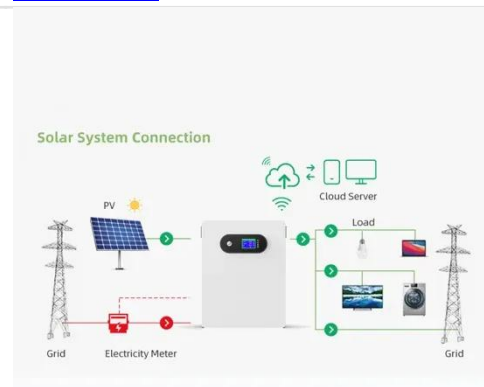 Solar System Connection
Cloud Server
PV
Load
Grid
Electricity Meter
Grid